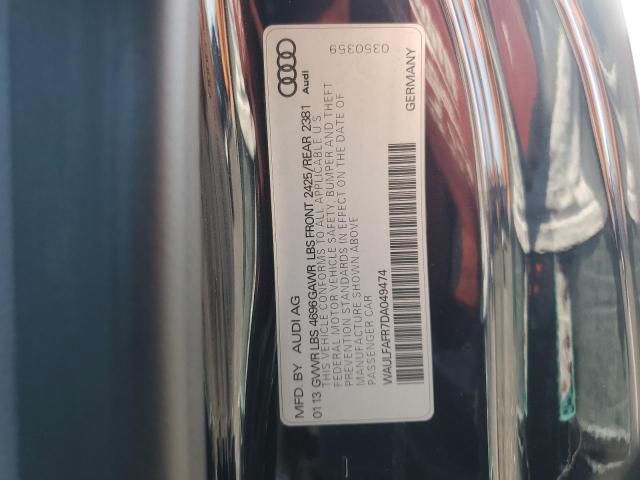 MFD. BY AUDI AG
Audi
01 13 GVWR LBS 4696 GAWR LBS FRONT 2425/REAR 2381
THIS VEHICLE CONFORMS TO ALL APPLICABLE U.S.
FEDERAL MOTOR VEHICLE SAFETY, BUMPER AND THEFT
PREVENTION STANDARDS IN EFFECT ON THE DATE OF
MANUFACTURE SHOWN ABOVE
PASSENGER CAR
0350359
WAULFAFR7DA049474
GERMANY